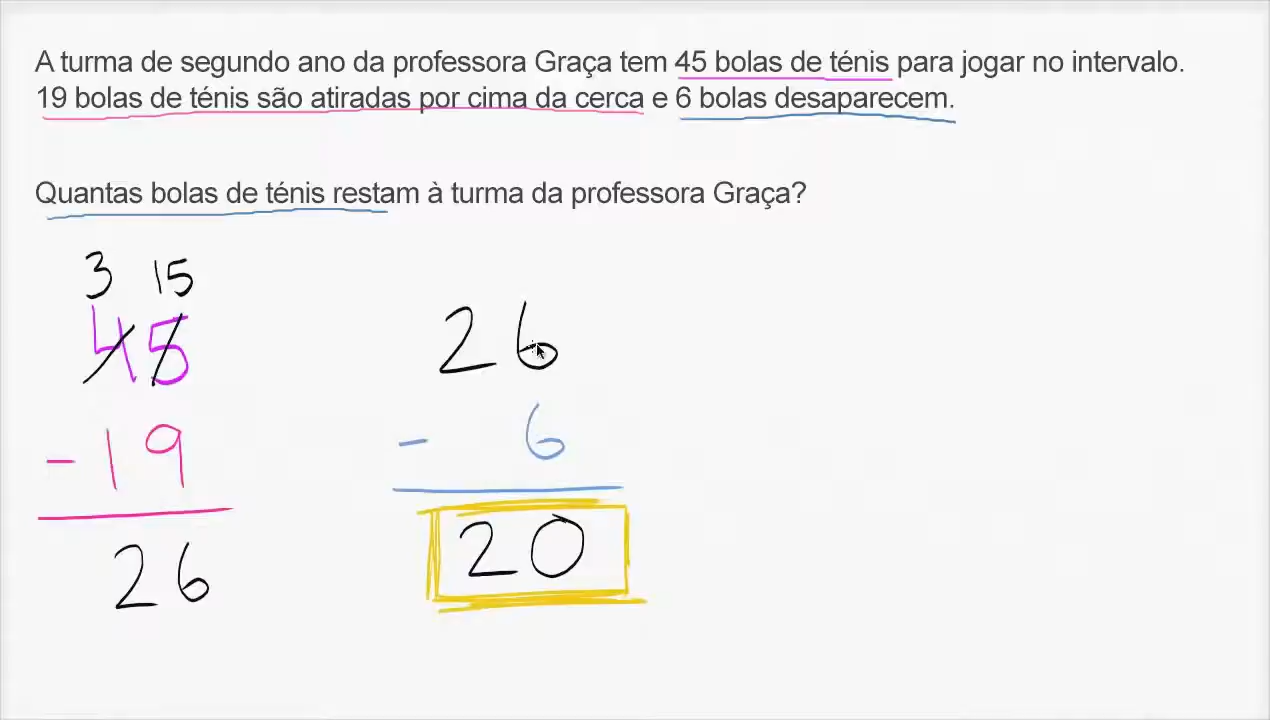 A turma de segundo ano da professora Graça tem 45 bolas de ténis para jogar no intervalo.
19 bolas de ténis são atiradas por cima da cerca e 6 bolas desaparecem.
Quantas bolas de ténis restam à turma da professora Graça?
3 15
45
- 19
26
26
- 6
20